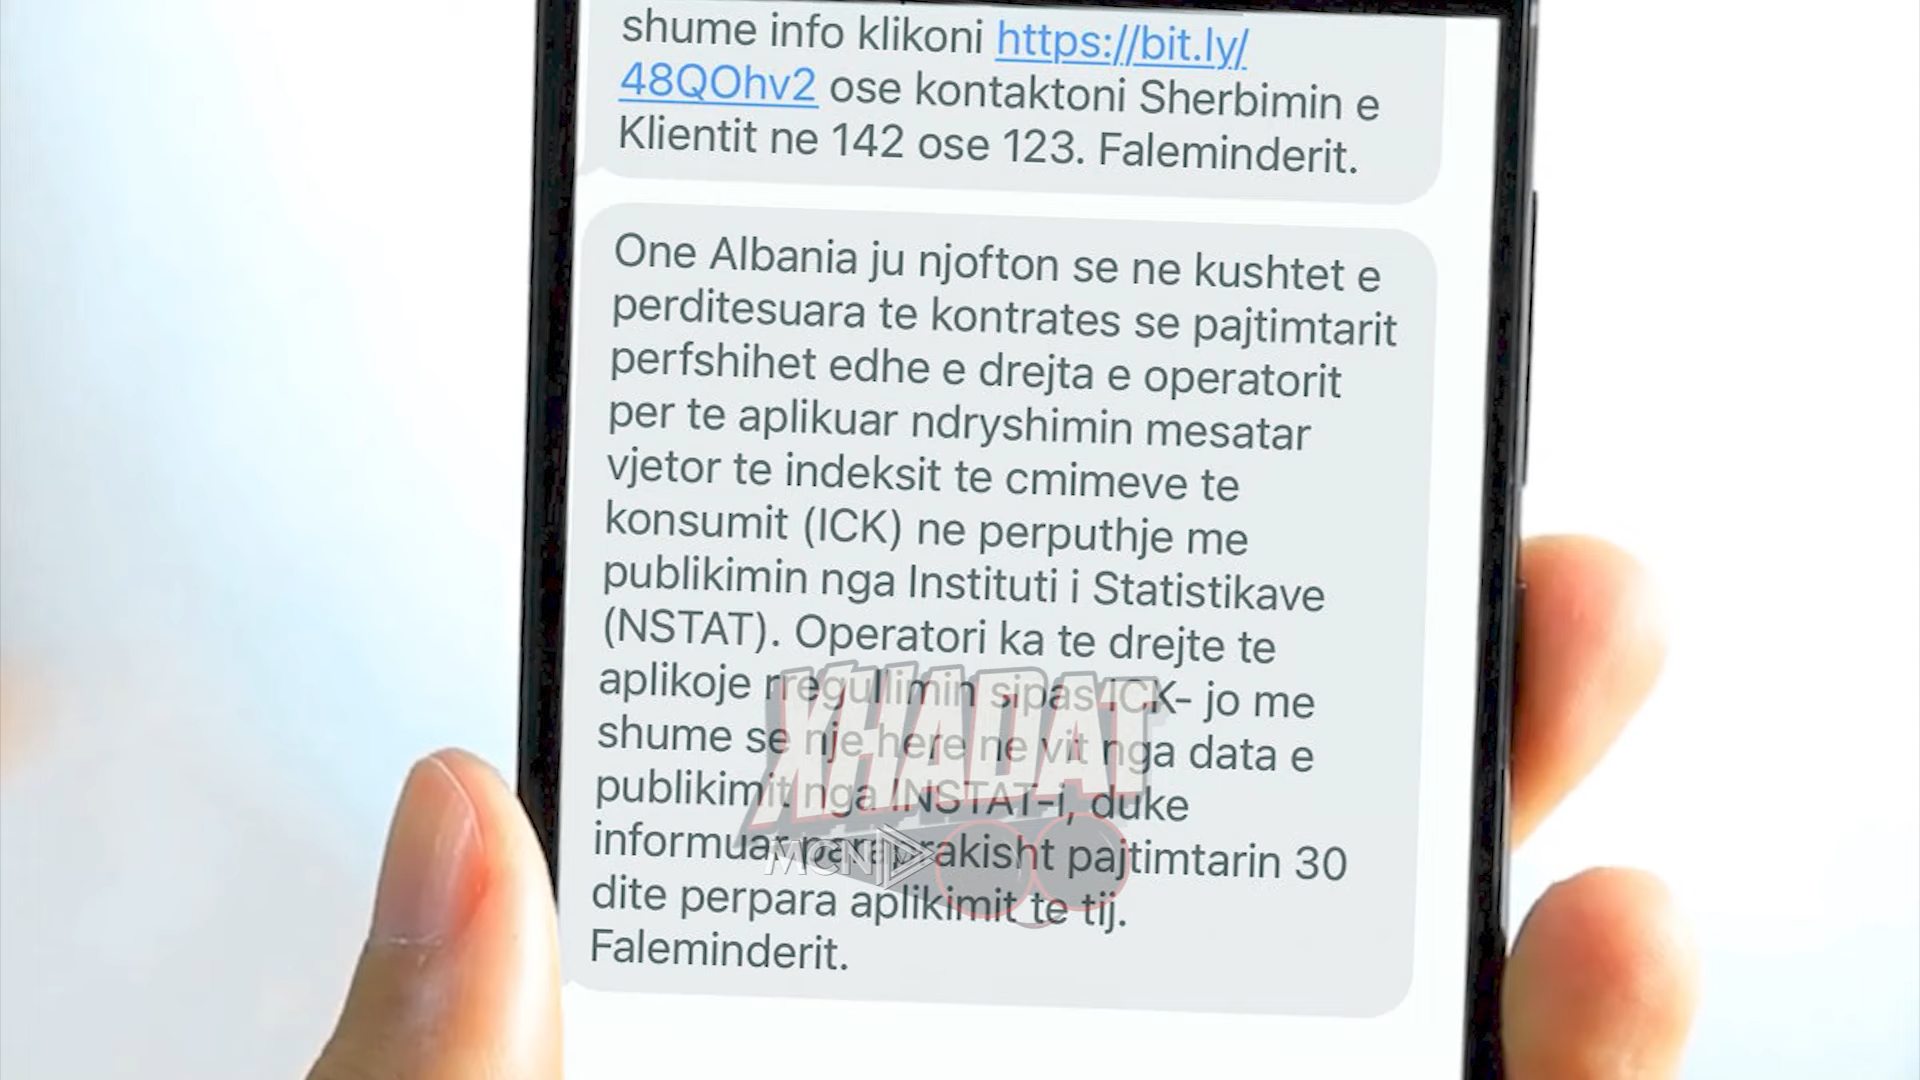 shume info klikoni https://bit.ly/
48QOhv2 ose kontaktoni Sherbimin e
Klientit ne 142 ose 123. Faleminderit.
One Albania ju njofton se ne kushtet e
perditesuara te kontrates se pajtimtarit
perfshihet edhe e drejta e operatorit
per te aplikuar ndryshimin mesatar
vjetor te indeksit te cmimeve te
konsumit (ICK) ne perputhje me
publikimin nga Instituti i Statistikave
(NSTAT). Operatori ka te drejte te
aplikoje rregullimin sipas ICK- jo me
shume se nje here ne vit nga data e
publikimit nga INSTAT-i, duke
informuar paraprakisht pajtimtarin 30
dite perpara aplikimit te tij.
Faleminderit.
XHADAT
MCN